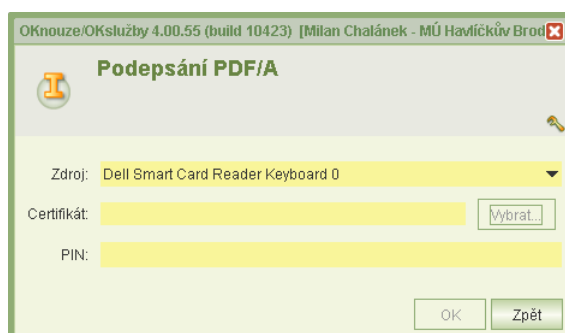 OKnouze/OKslužby 4.00.55 (build 10423) [Milan Chalánek - MÚ Havlíčkův Brod
Podepsání PDF/A
Zdroj: Dell Smart Card Reader Keyboard 0
Certifikát: Vybrat...
PIN:
OK Zpět